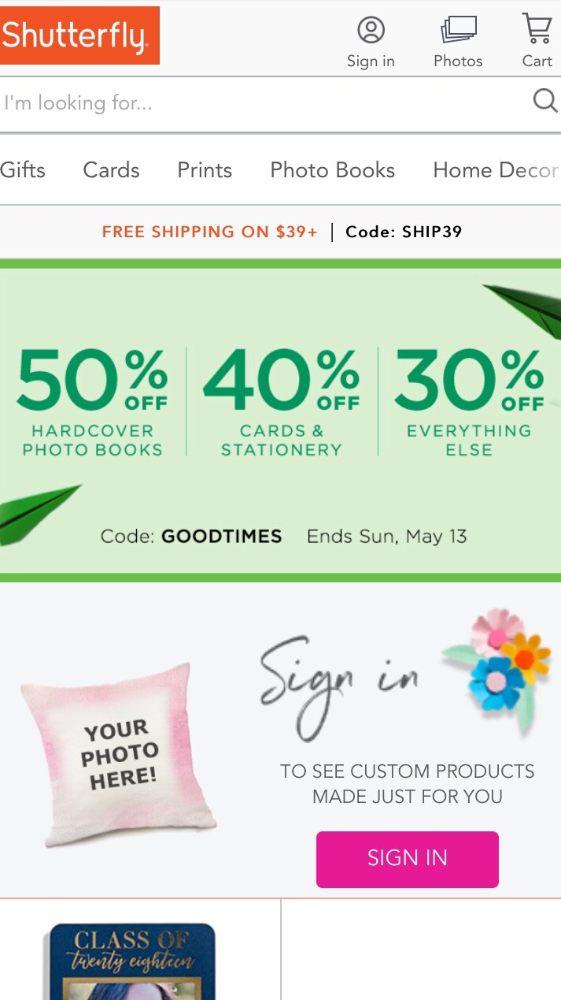 Shutterfly.
Sign in
Photos
Cart
I'm looking for...
Gifts Cards Prints Photo Books Home Decor
FREE SHIPPING ON $39+ | Code: SHIP39
50% OFF
HARDCOVER
PHOTO BOOKS
40% OFF
CARDS &
STATIONERY
30% OFF
EVERYTHING
ELSE
Code: GOODTIMES Ends Sun, May 13
YOUR
PHOTO
HERE!
Sign in
TO SEE CUSTOM PRODUCTS
MADE JUST FOR YOU
SIGN IN
CLASS OF
twenty eighteen